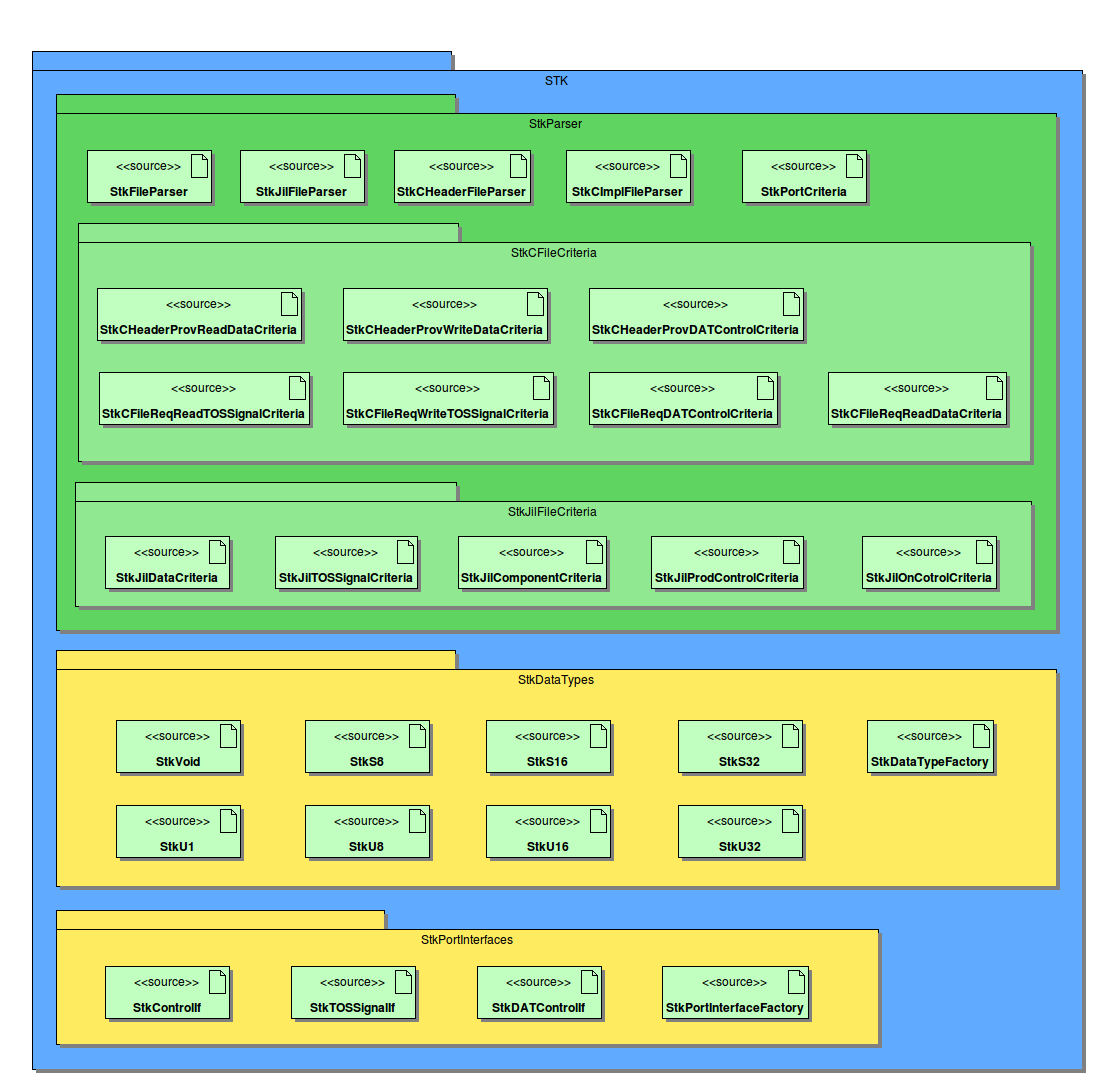 STK
StkParser
<<source>> <<source>> <<source>> <<source>> <<source>>
StkFileParser StkJilFileParser StkCHeaderFileParser StkCImplFileParser StkPortCriteria
StkCFileCriteria
<<source>> <<source>> <<source>>
StkCHeaderProvReadDataCriteria StkCHeaderProvWriteDataCriteria StkCHeaderProvDATControlCriteria
<<source>> <<source>> <<source>> <<source>>
StkCFileReqReadTOSSignalCriteria StkCFileReqWriteTOSSignalCriteria StkCFileReqDATControlCriteria StkCFileReqReadDataCriteria
StkJilFileCriteria
<<source>> <<source>> <<source>> <<source>> <<source>>
StkJilDataCriteria StkJilTOSSignalCriteria StkJilComponentCriteria StkJilProdControlCriteria StkJilOnCotrolCriteria
StkDataTypes
<<source>> <<source>> <<source>> <<source>> <<source>>
StkVoid StkS8 StkS16 StkS32 StkDataTypeFactory
<<source>> <<source>> <<source>> <<source>>
StkU1 StkU8 StkU16 StkU32
StkPortInterfaces
<<source>> <<source>> <<source>> <<source>>
StkControlIf StkTOSSignalIf StkDATControlIf StkPortInterfaceFactory